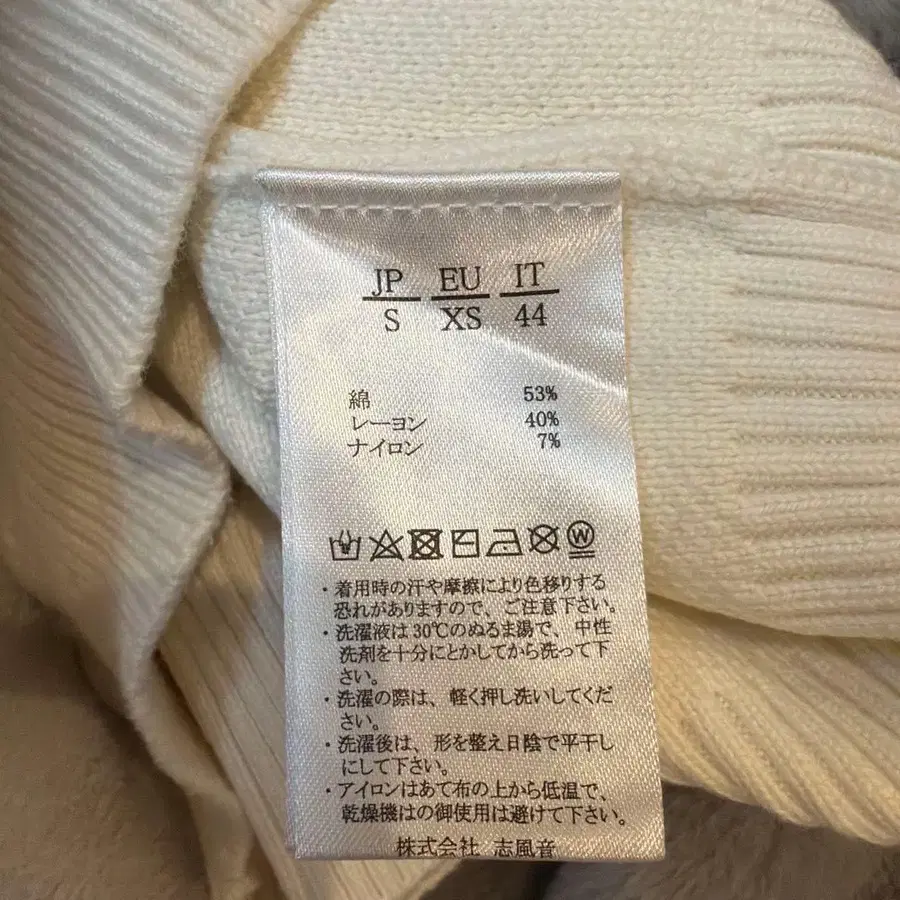 JP EU IT
S XS 44
綿 53%
レーヨン 40%
ナイロン 7%
W
・着用時の汗や摩擦により色移りする
恐れがありますので、ご注意下さい。
・洗濯液は30℃のぬるま湯で、中性
洗剤を十分にとかしてから洗って下
さい。
・洗濯の際は、軽く押し洗いしてくだ
さい。
・洗濯後は、形を整え日陰で平干し
にして下さい。
・アイロンはあて布の上から低温で、
乾燥機はの御使用は避けて下さい。
株式会社 志風音